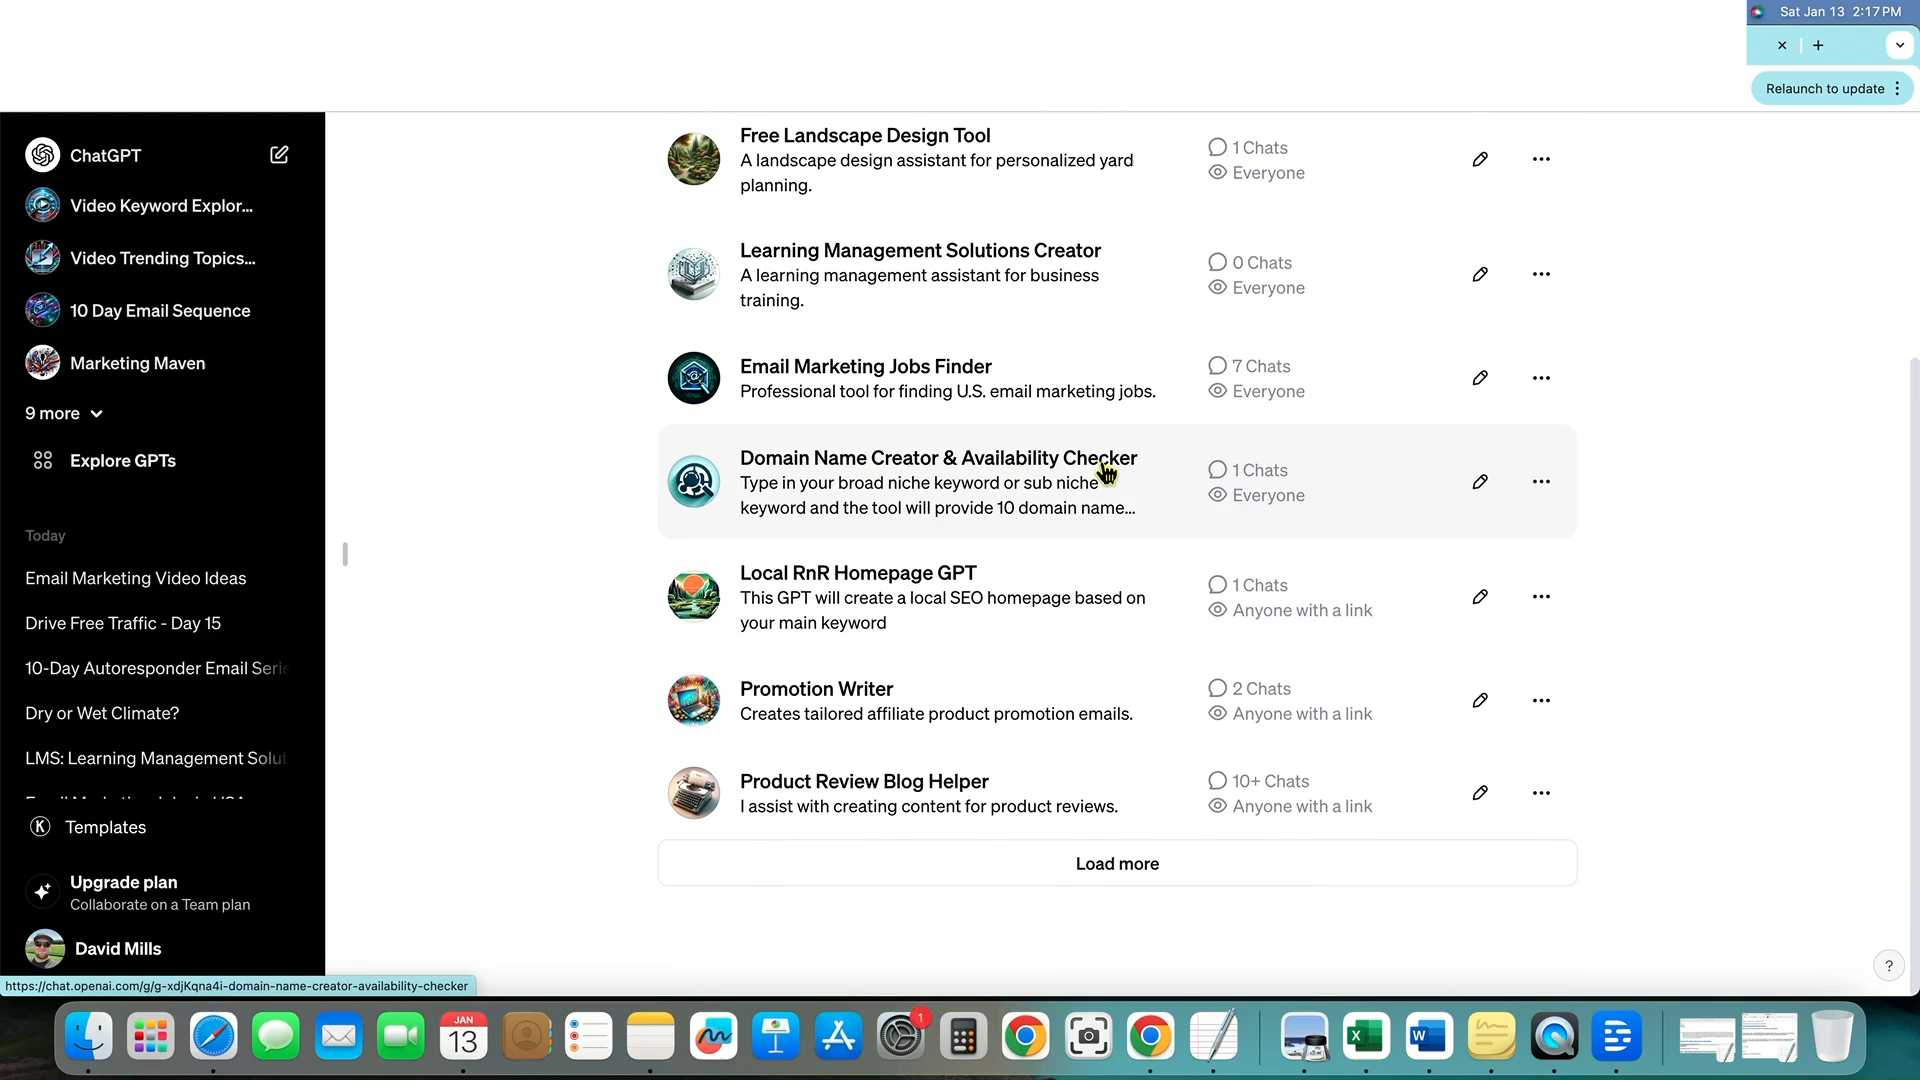 Sat Jan 13 2:17 PM
Relaunch to update
ChatGPT
Video Keyword Explor...
Video Trending Topics...
10 Day Email Sequence
Marketing Maven
9 more
Explore GPTs
Today
Email Marketing Video Ideas
Drive Free Traffic - Day 15
10-Day Autoresponder Email Serie
Dry or Wet Climate?
LMS: Learning Management Solut
K Templates
Upgrade plan
Collaborate on a Team plan
David Mills
Free Landscape Design Tool
A landscape design assistant for personalized yard
planning.
1 Chats
Everyone
Learning Management Solutions Creator
A learning management assistant for business
training.
0 Chats
Everyone
Email Marketing Jobs Finder
Professional tool for finding U.S. email marketing jobs.
7 Chats
Everyone
Domain Name Creator & Availability Checker
Type in your broad niche keyword or sub niche
keyword and the tool will provide 10 domain name...
1 Chats
Everyone
Local RnR Homepage GPT
This GPT will create a local SEO homepage based on
your main keyword
1 Chats
Anyone with a link
Promotion Writer
Creates tailored affiliate product promotion emails.
2 Chats
Anyone with a link
Product Review Blog Helper
I assist with creating content for product reviews.
10+ Chats
Anyone with a link
Load more
?
https://chat.openai.com/g/g-xdjKqna4i-domain-name-creator-availability-checker
JAN
13
1
X
W